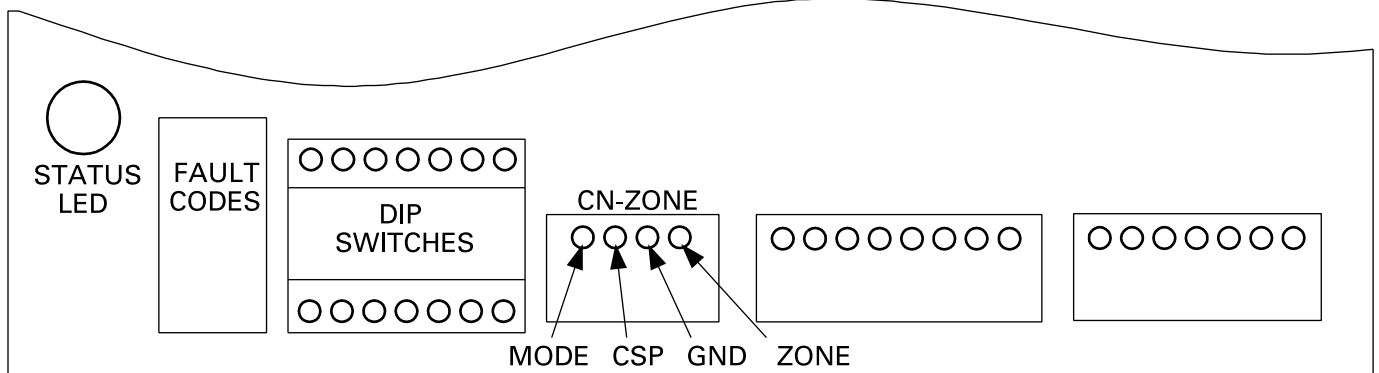 STATUS
LED
FAULT
CODES
DIP
SWITCHES
CN-ZONE
MODE CSP GND ZONE